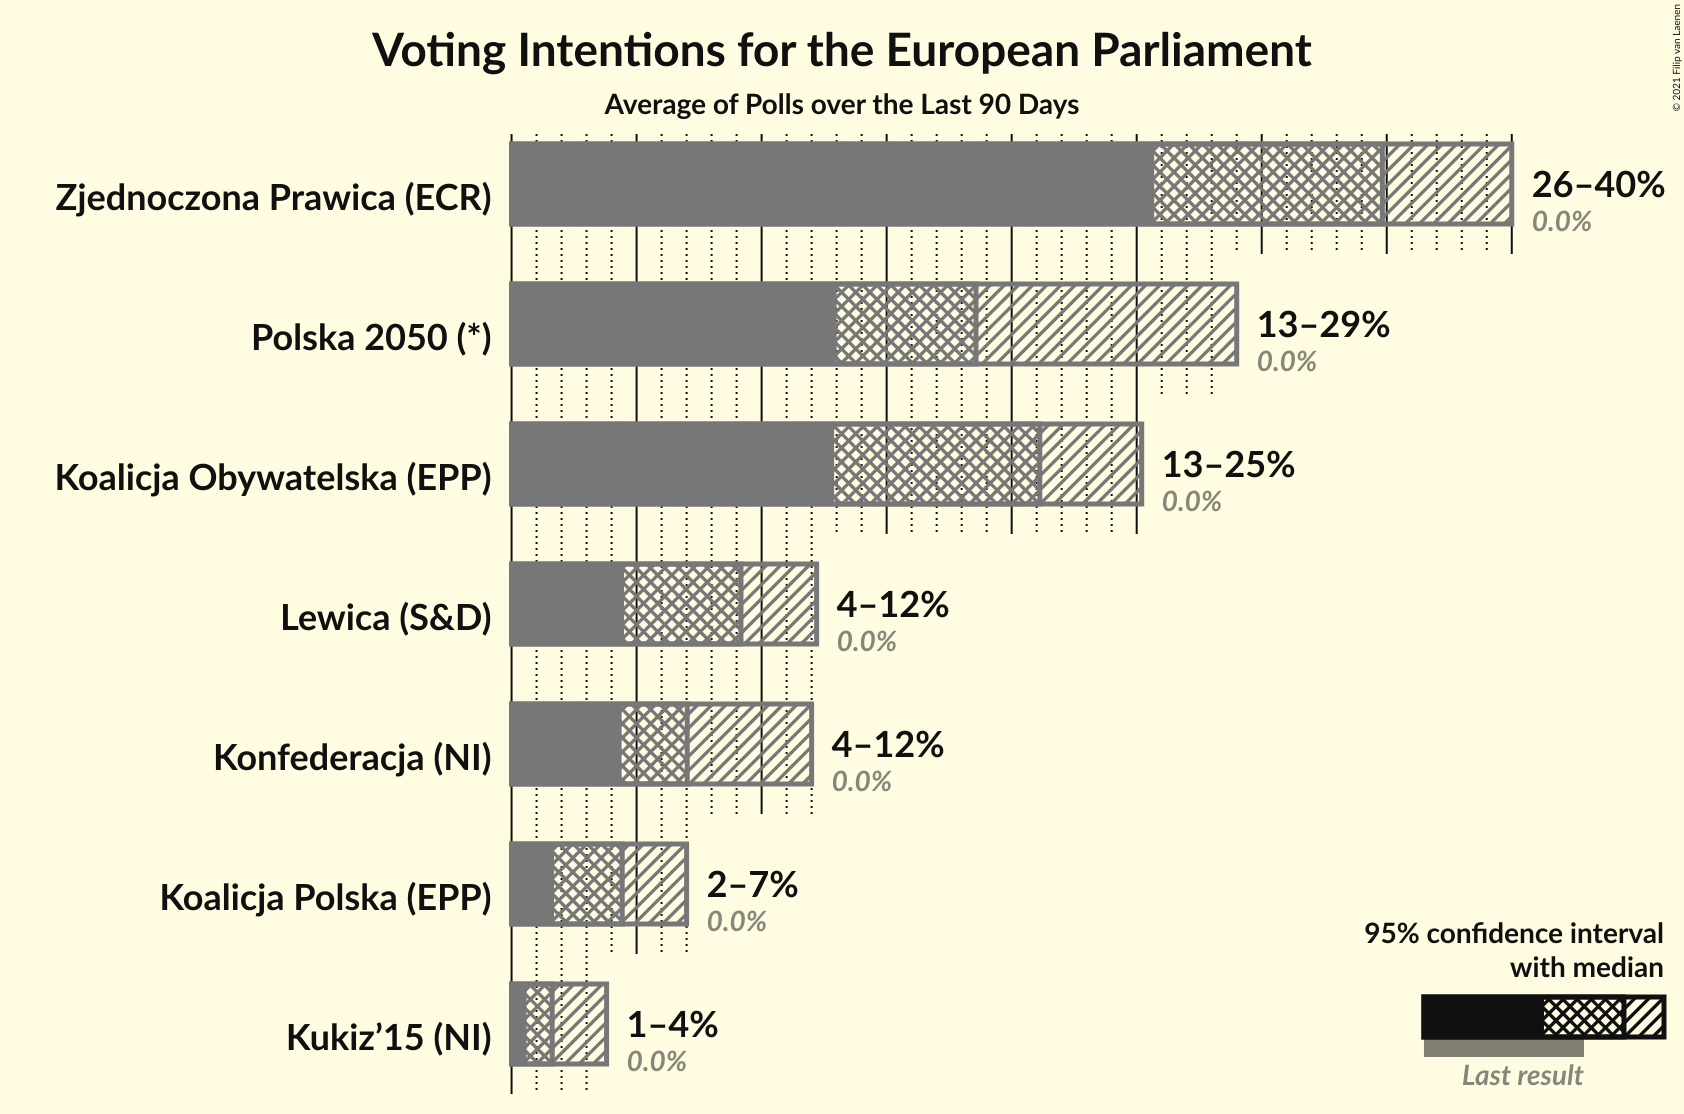 Voting Intentions for the European Parliament
Average of Polls over the Last 90 Days
© 2021 Filip van Laenen
Zjednoczona Prawica (ECR)
26–40%
0.0%
Polska 2050 (*)
13–29%
0.0%
Koalicja Obywatelska (EPP)
13–25%
0.0%
Lewica (S&D)
4–12%
0.0%
Konfederacja (NI)
4–12%
0.0%
Koalicja Polska (EPP)
2–7%
0.0%
Kukiz’15 (NI)
1–4%
0.0%
95% confidence interval
with median
Last result